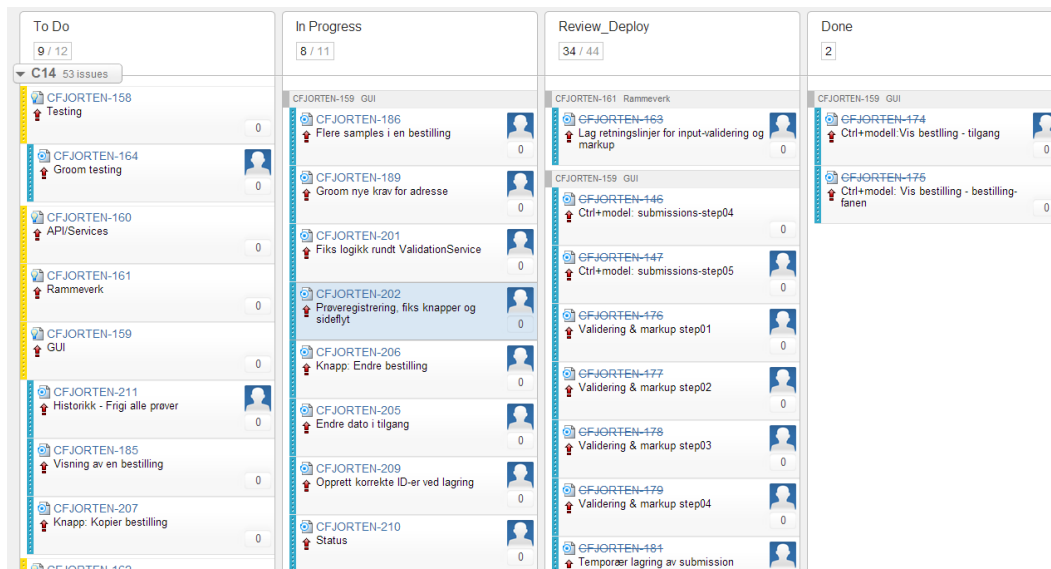 To Do
9 / 12
In Progress
8 / 11
Review_Deploy
34 / 44
Done
2
C14 53 issues
CFJORTEN-158
Testing
0
CFJORTEN-164
Groom testing
0
CFJORTEN-160
API/Services
0
CFJORTEN-161
Rammeverk
0
CFJORTEN-159
GUI
0
CFJORTEN-211
Historikk - Frigi alle prøver
0
CFJORTEN-185
Visning av en bestilling
0
CFJORTEN-207
Knapp: Kopier bestilling
0
CFJORTEN-162
CFJORTEN-159 GUI
CFJORTEN-186
Flere samples i en bestilling
0
CFJORTEN-189
Groom nye krav for adresse
0
CFJORTEN-201
Fiks logikk rundt ValidationService
0
CFJORTEN-202
Prøveregistrering, fiks knapper og
sideflyt
0
CFJORTEN-206
Knapp: Endre bestilling
0
CFJORTEN-205
Endre dato i tilgang
0
CFJORTEN-209
Opprett korrekte ID-er ved lagring
0
CFJORTEN-210
Status
0
CFJORTEN-161 Rammeverk
CFJORTEN-163
Lag retningslinjer for input-validering og
markup
0
CFJORTEN-159 GUI
CFJORTEN-146
Ctrl+model: submissions-step04
0
CFJORTEN-147
Ctrl+model: submissions-step05
0
CFJORTEN-176
Validering & markup step01
0
CFJORTEN-177
Validering & markup step02
0
CFJORTEN-178
Validering & markup step03
0
CFJORTEN-179
Validering & markup step04
0
CFJORTEN-181
Temporær lagring av submission
CFJORTEN-159 GUI
CFJORTEN-174
Ctrl+modell:Vis bestlling - tilgang
0
CFJORTEN-175
Ctrl+model: Vis bestilling - bestilling-
fanen
0